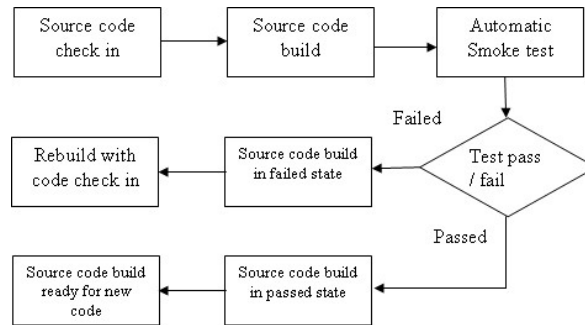 Source code
check in
Source code
build
Automatic
Smoke test
Failed
Rebuild with
code check in
Source code build
in failed state
Test pass
/ fail
Passed
Source code build
ready for new
code
Source code build
in passed state